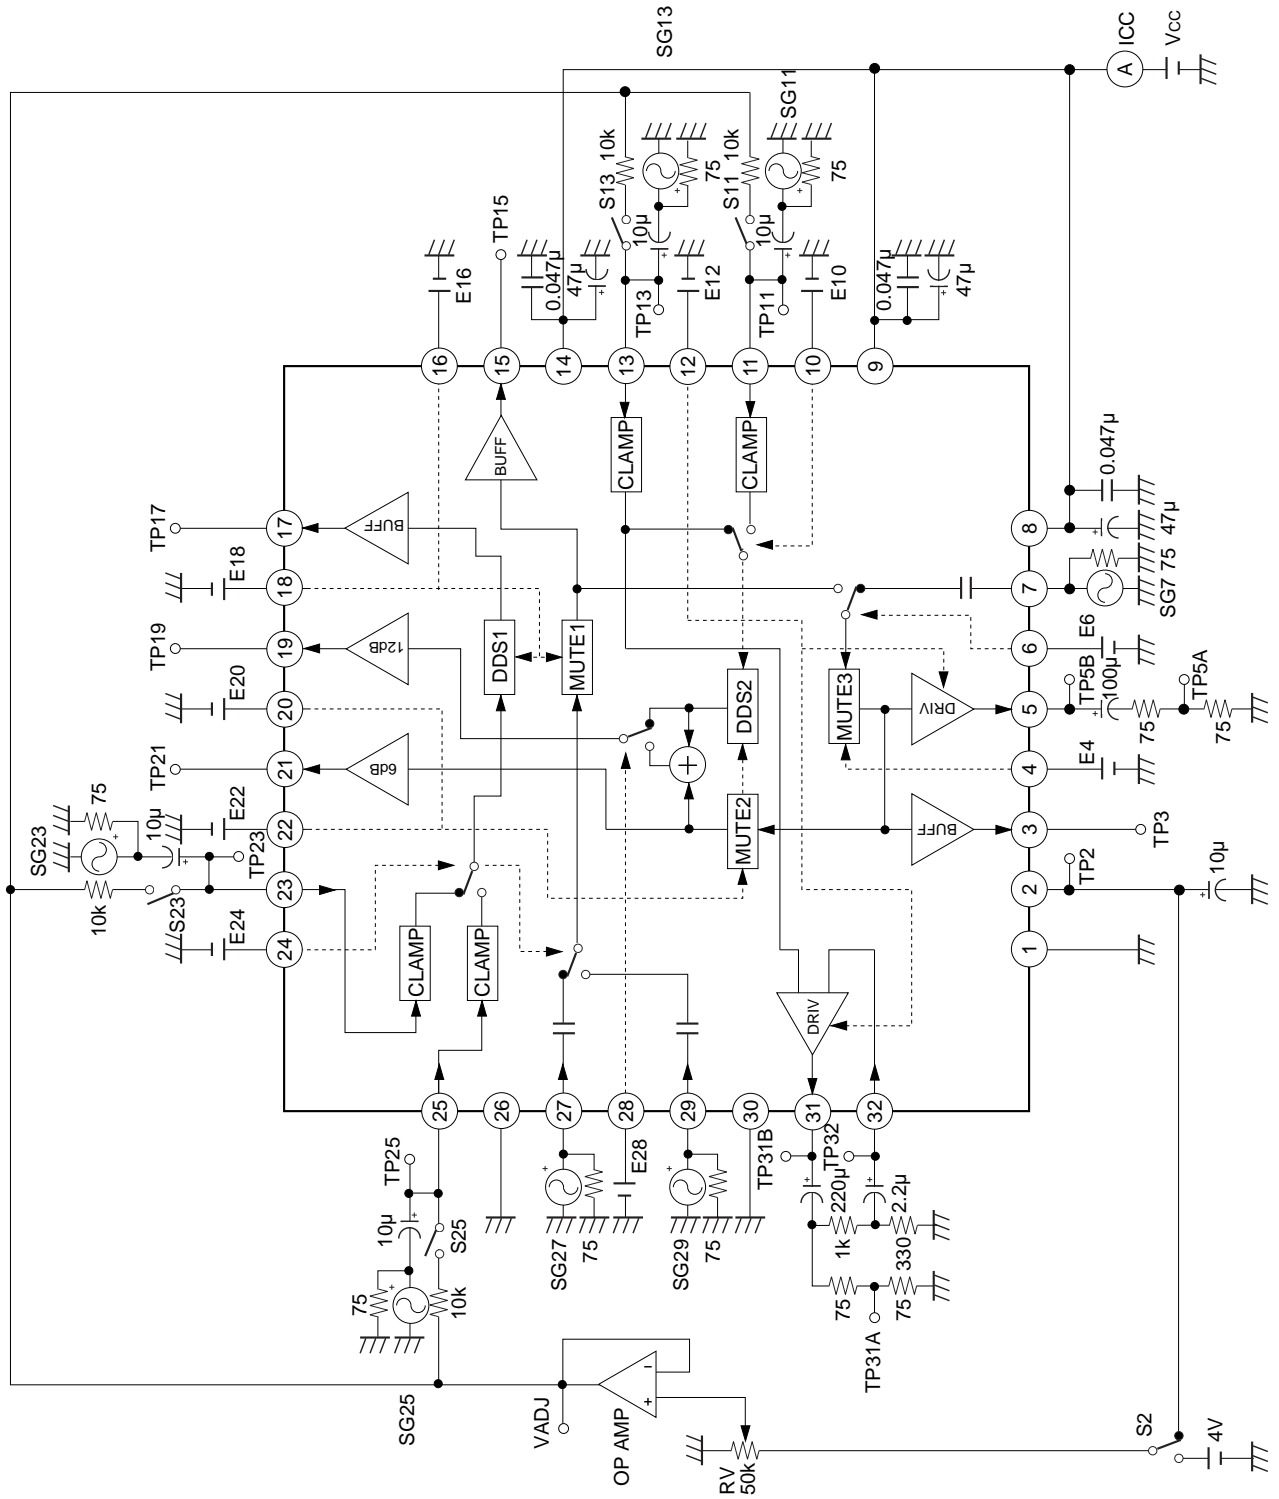 SG13
ICC
A
VCC
SG11
10k
S13
75
10µ
TP13
10k
S11
75
10µ
TP11
TP15
E16
0.047µ
47µ
E12
E10
0.047µ
47µ
16
15
14
13
12
11
10
9
BUFF
CLAMP
CLAMP
TP17
17
BUFF
E18
18
TP19
19
12dB
E20
20
TP21
21
6dB
E22
22
SG23
75
10µ
TP23
23
10k
S23
E24
24
DDS1
MUTE1
DDS2
MUTE2
MUTE3
DRIV
BUFF
CLAMP
CLAMP
DRIV
8
0.047µ
47µ
7
75
SG7
6
E6
5
TP5B
100µ
75
TP5A
75
4
E4
3
TP3
2
TP2
10µ
1
25
26
27
28
29
30
31
32
TP25
10µ
S25
75
10k
SG25
SG27
75
E28
SG29
75
TP31B
TP32
220µ
2.2µ
1k
330
75
75
TP31A
VADJ
OP AMP
+
−
RV
50k
S2
4V